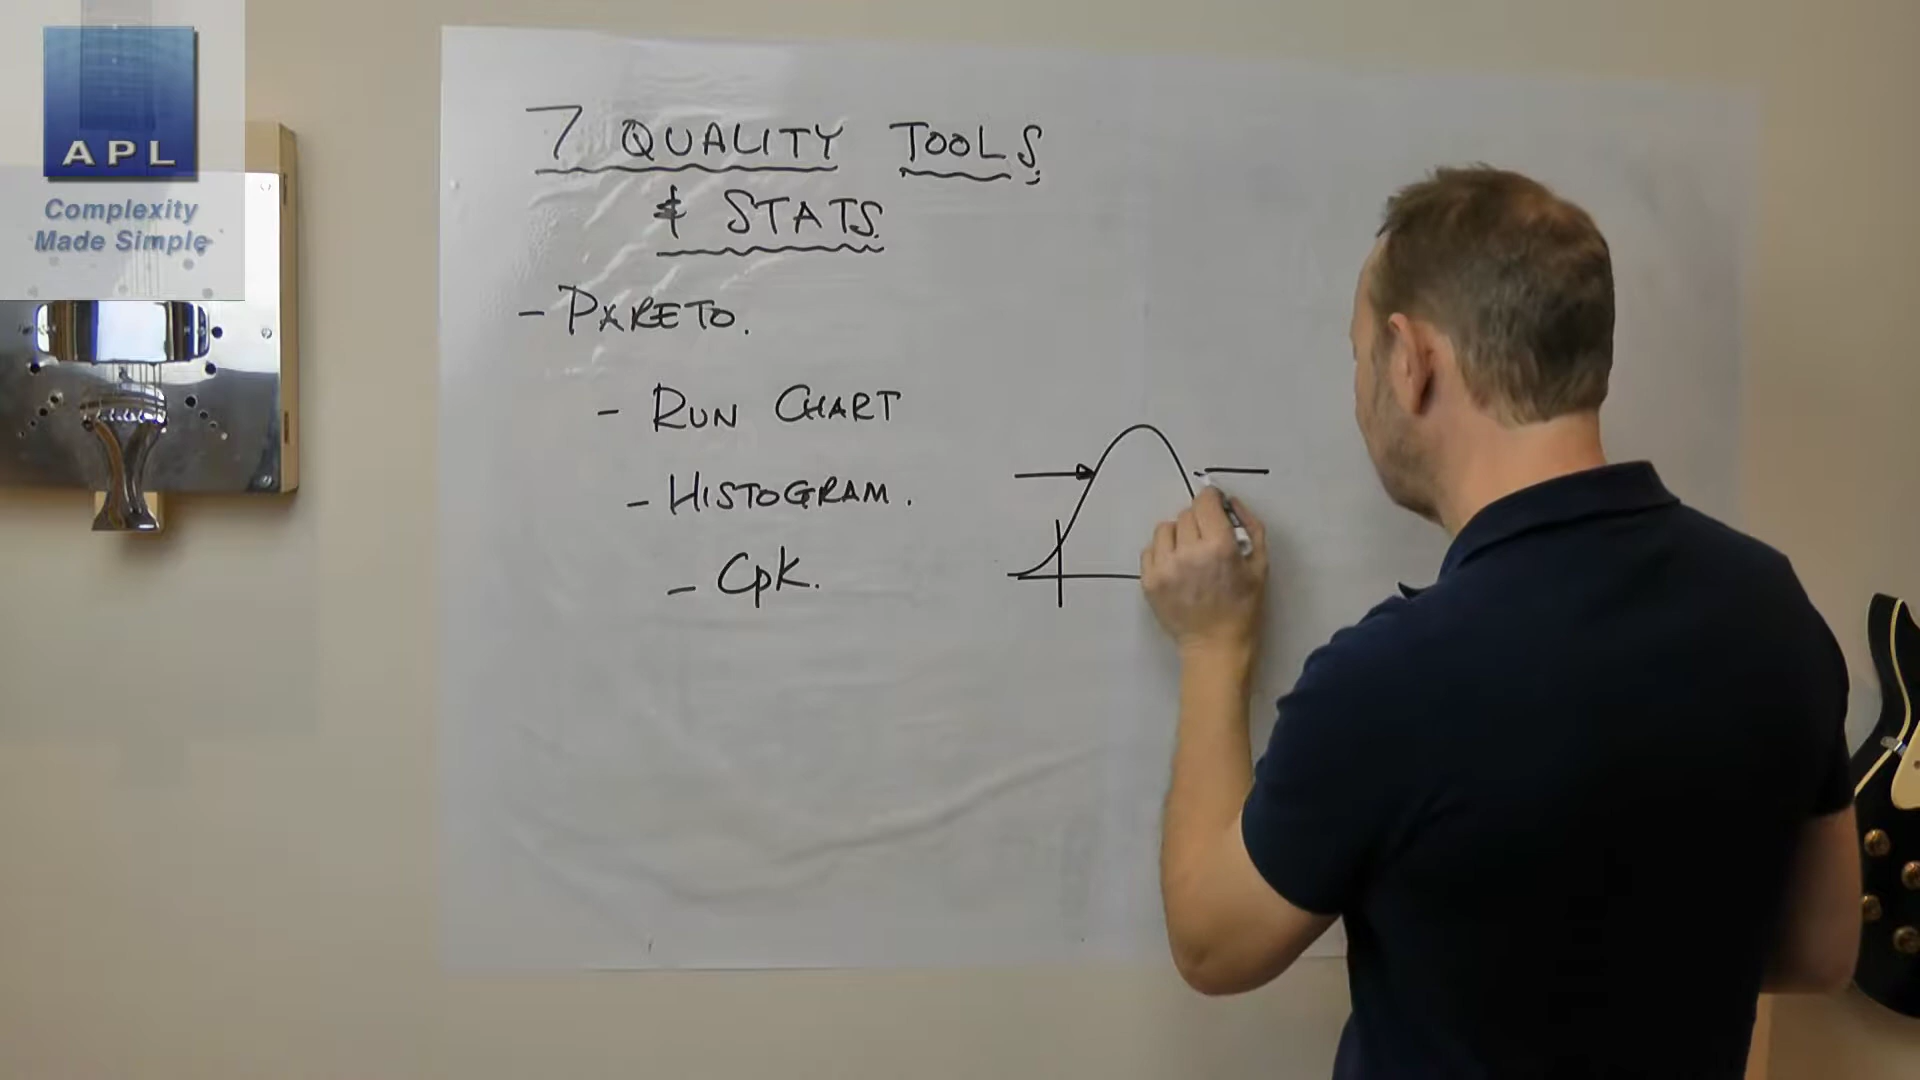 APL
Complexity
Made Simple
7 QUALITY TOOLS
& STATS.
- PARETO.
- RUN CHART
- HISTOGRAM.
- Cpk.